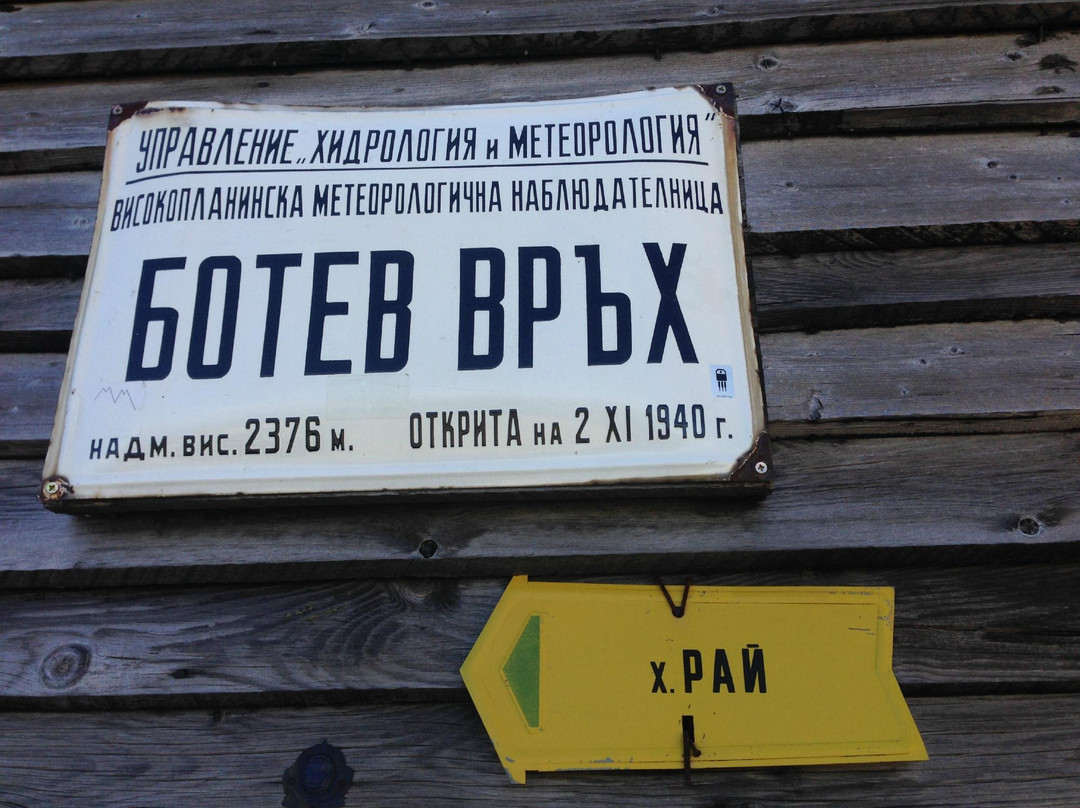 УПРАВЛЕНИЕ „ХИДРОЛОГИЯ и МЕТЕОРОЛОГИЯ"
ВИСОКОПЛАНИНСКА МЕТЕОРОЛОГИЧНА НАБЛЮДАТЕЛНИЦА
БОТЕВ ВРЪХ
НАДМ. ВИС. 2376 м. ОТКРИТА на 2 XI 1940 г.
х. РАЙ